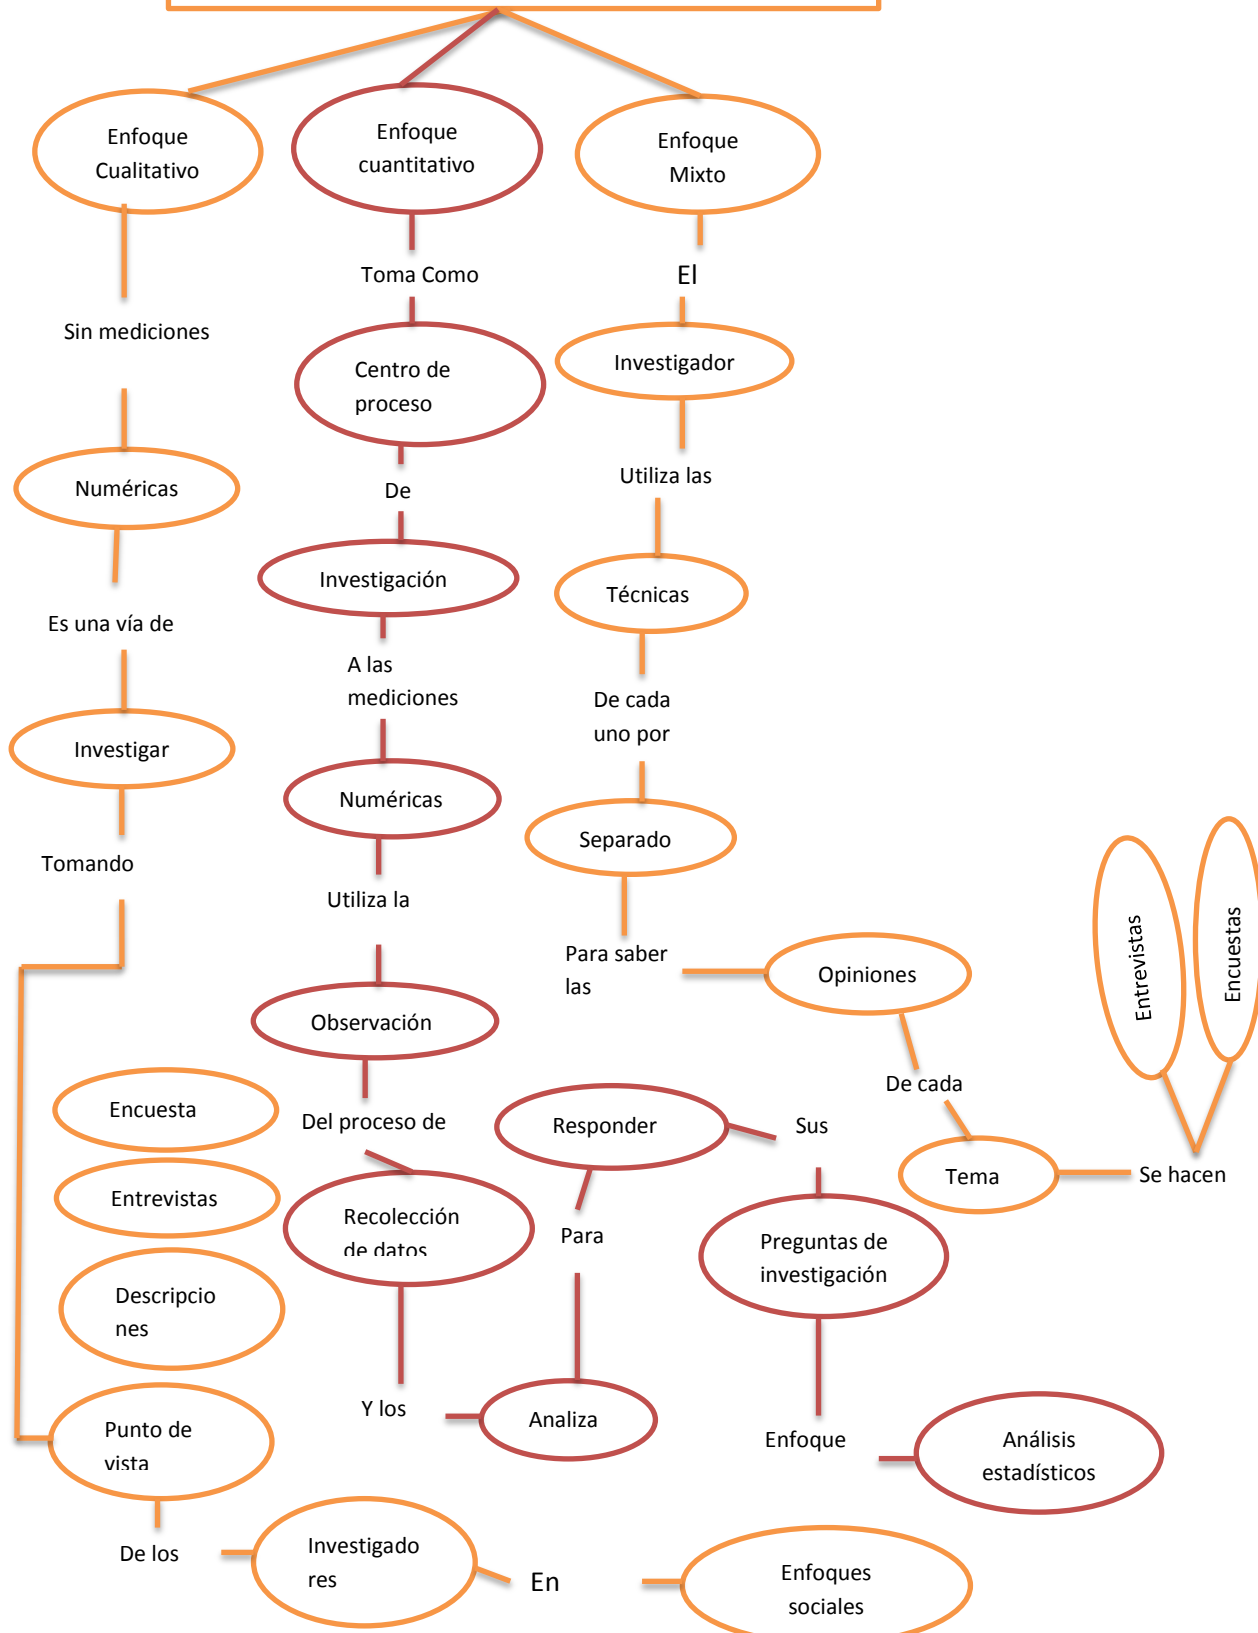 Enfoque
Cualitativo
Sin mediciones
Numéricas
Es una vía de
Investigar
Tomando
Encuesta
Entrevistas
Descripcio
nes
Punto de
vista
De los
Investigado
res
En
Enfoques
sociales
Enfoque
cuantitativo
Toma Como
Centro de
proceso
De
Investigación
A las
mediciones
Numéricas
Utiliza la
Observación
Del proceso de
Recolección
de datos
Y los
Analiza
Para
Responder
Sus
Preguntas de
investigación
Enfoque
Análisis
estadísticos
Enfoque
Mixto
El
Investigador
Utiliza las
Técnicas
De cada
uno por
Separado
Para saber
las
Opiniones
De cada
Tema
Se hacen
Entrevistas
Encuestas